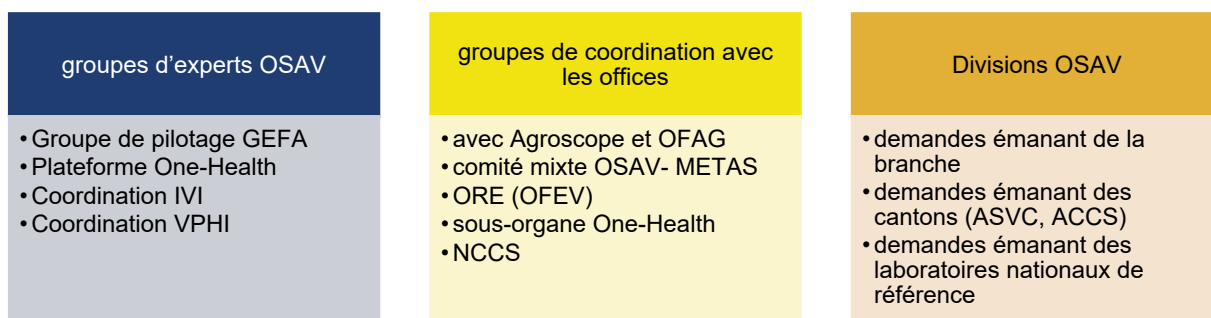 groupes d’experts OSAV
• Groupe de pilotage GEFA
• Plateforme One-Health
• Coordination IVI
• Coordination VPHI
groupes de coordination avec
les offices
• avec Agroscope et OFAG
• comité mixte OSAV- METAS
• ORE (OFEV)
• sous-organe One-Health
• NCCS
Divisions OSAV
• demandes émanant de la
branche
• demandes émanant des
cantons (ASVC, ACCS)
• demandes émanant des
laboratoires nationaux de
référence